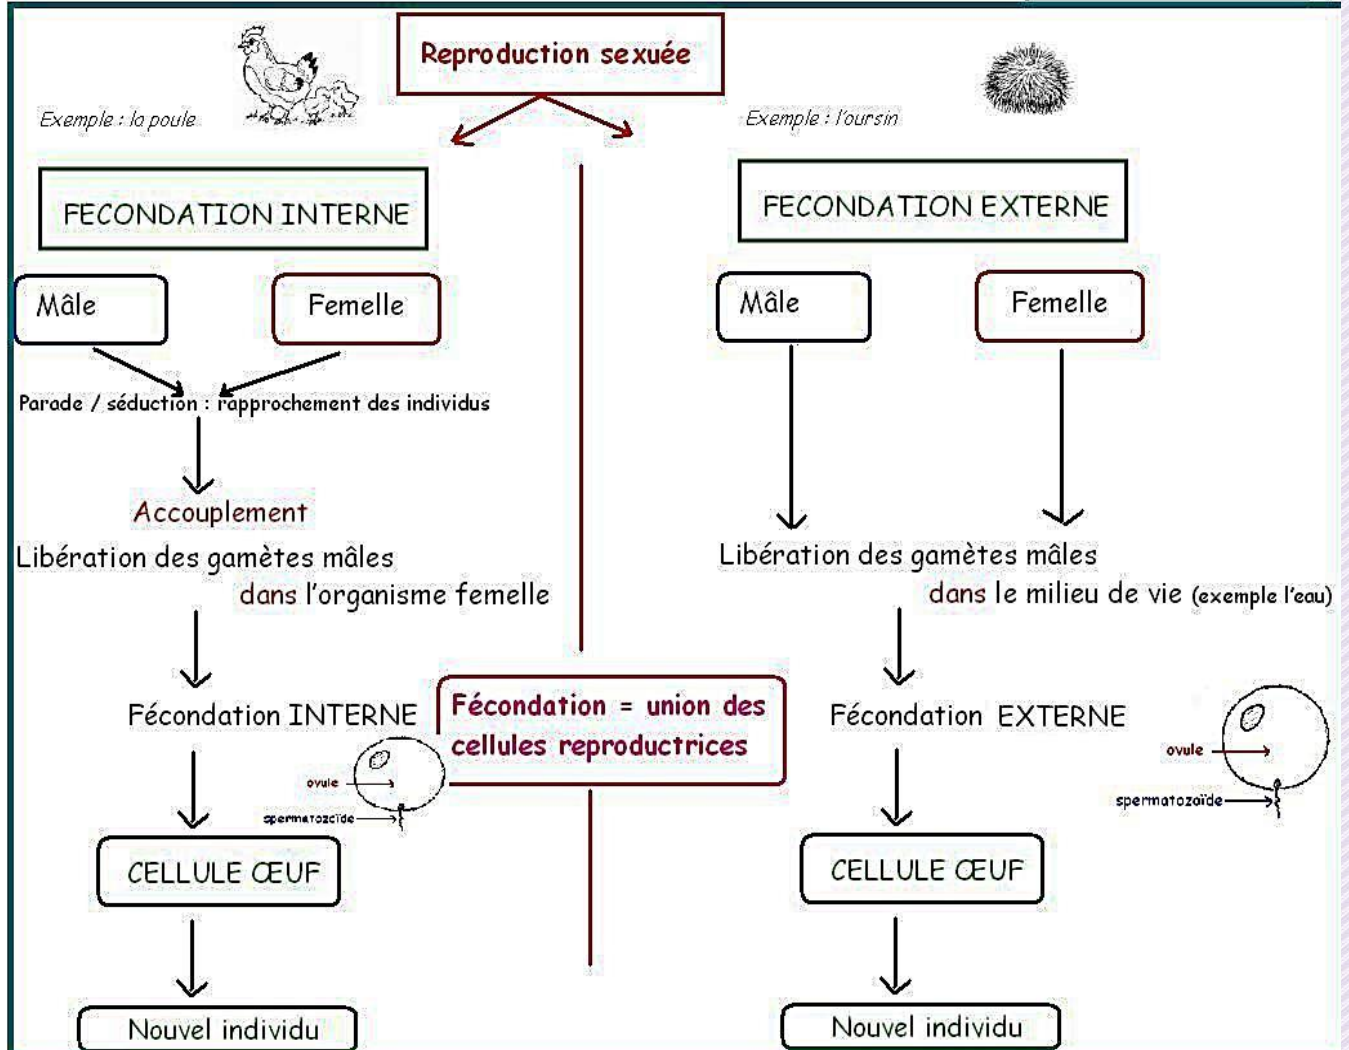 Reproduction sexuée
Exemple : la poule
FECONDATION INTERNE
Mâle
Femelle
Parade / séduction : rapprochement des individus
Accouplement
Libération des gamètes mâles
dans l'organisme femelle
Fécondation INTERNE
ovule
spermatozoïde
CELLULE ŒUF
Nouvel individu
Fécondation = union des
cellules reproductrices
Exemple : l'oursin
FECONDATION EXTERNE
Mâle
Femelle
Libération des gamètes mâles
dans le milieu de vie (exemple l'eau)
Fécondation EXTERNE
ovule
spermatozoïde
CELLULE ŒUF
Nouvel individu